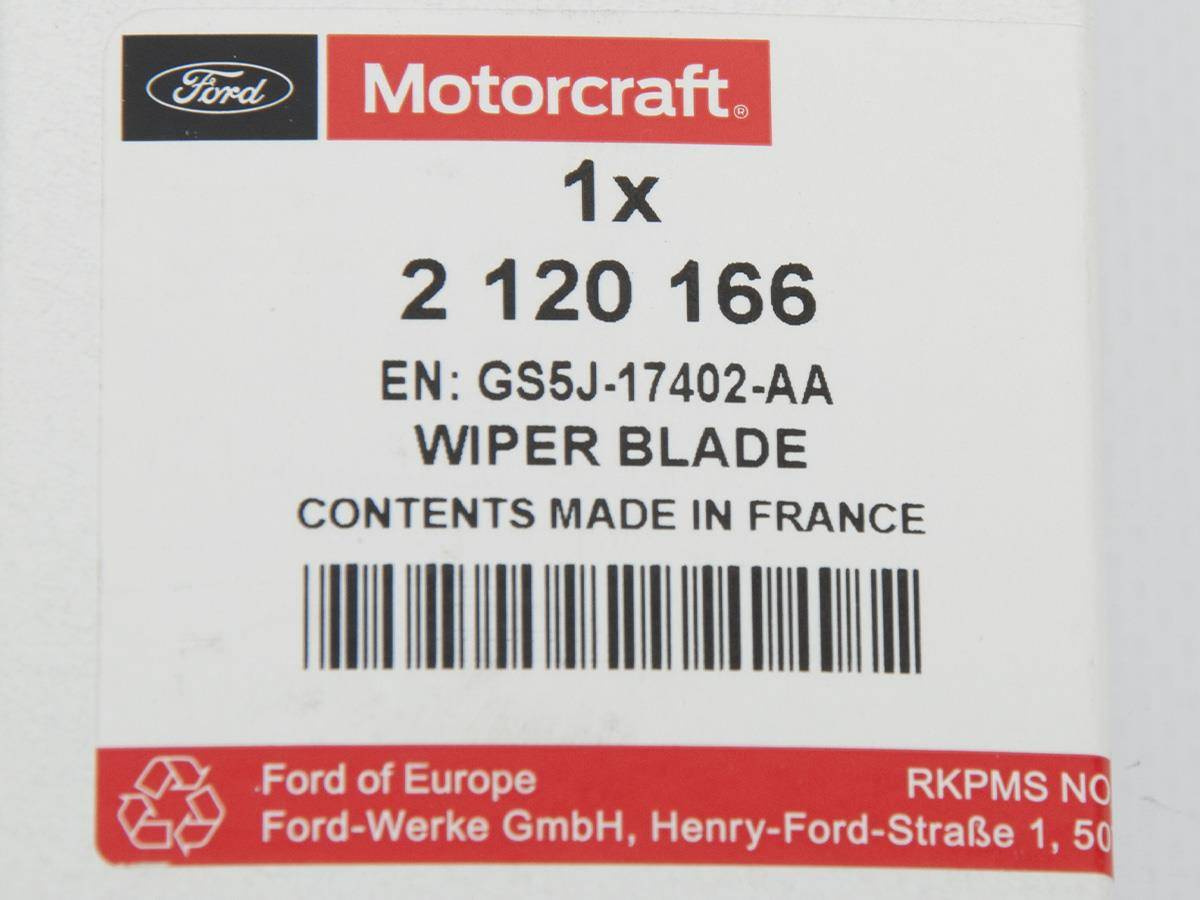 Ford Motorcraft®
1x
2 120 166
EN: GS5J-17402-AA
WIPER BLADE
CONTENTS MADE IN FRANCE
Ford of Europe RKPMS NO
Ford-Werke GmbH, Henry-Ford-Straße 1, 50